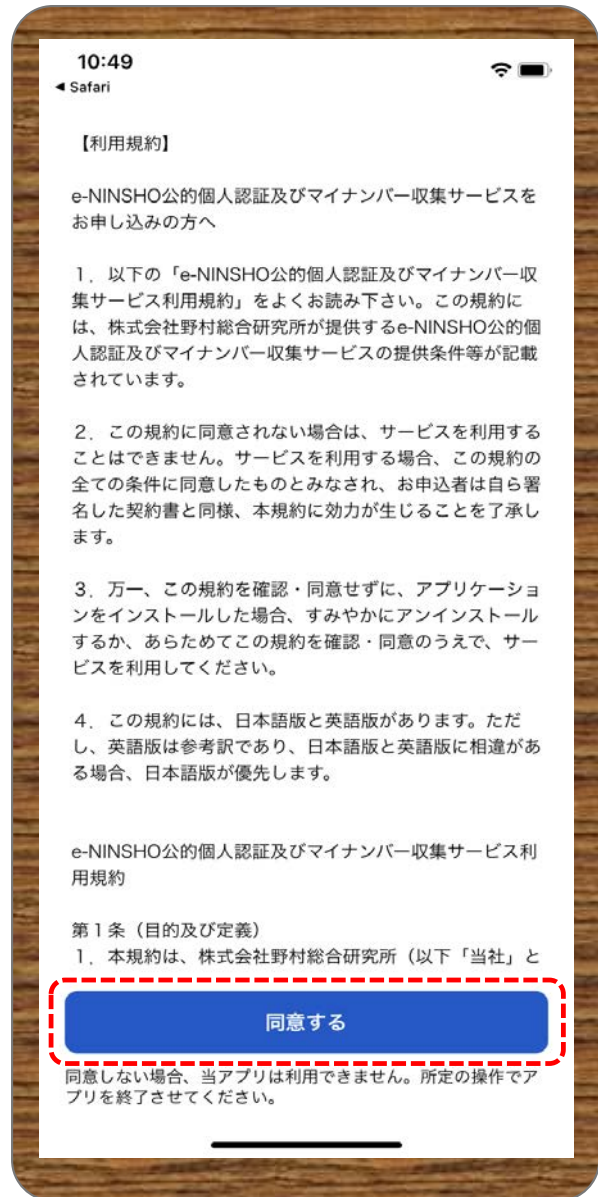 10:49
◀ Safari
【利用規約】
e-NINSHO公的個人認証及びマイナンバー収集サービスを
お申し込みの方へ
1．以下の「e-NINSHO公的個人認証及びマイナンバー収
集サービス利用規約」をよくお読み下さい。この規約に
は、株式会社野村総合研究所が提供するe-NINSHO公的個
人認証及びマイナンバー収集サービスの提供条件等が記載
されています。
2．この規約に同意されない場合は、サービスを利用する
ことはできません。サービスを利用する場合、この規約の
全ての条件に同意したものとみなされ、お申込者は自ら署
名した契約書と同様、本規約に効力が生じることを了承し
ます。
3．万一、この規約を確認・同意せずに、アプリケーショ
ンをインストールした場合、すみやかにアンインストール
するか、あらためてこの規約を確認・同意のうえで、サー
ビスを利用してください。
4．この規約には、日本語版と英語版があります。ただ
し、英語版は参考訳であり、日本語版と英語版に相違があ
る場合、日本語版が優先します。
e-NINSHO公的個人認証及びマイナンバー収集サービス利
用規約
第1条（目的及び定義）
1．本規約は、株式会社野村総合研究所（以下「当社」と
同意する
同意しない場合、当アプリは利用できません。所定の操作でア
プリを終了させてください。